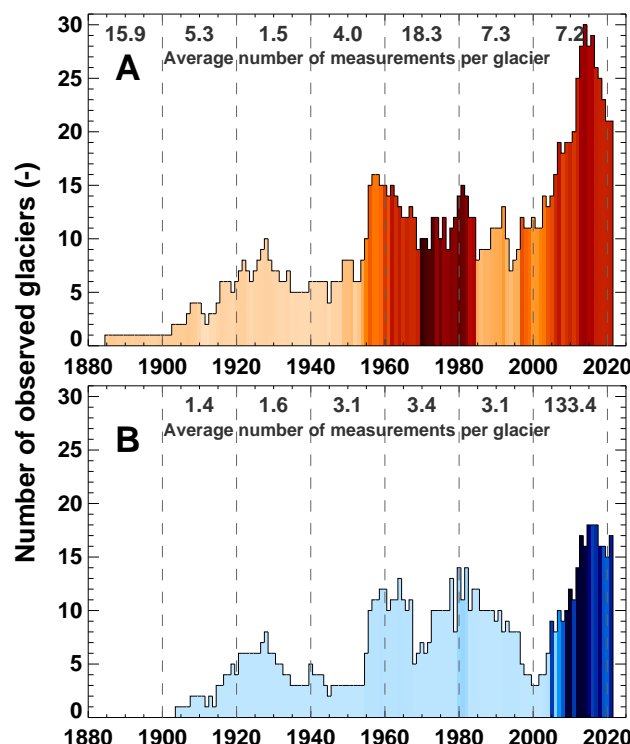 Number of observed glaciers (-)
30
25
20
15
10
5
0
15.9 5.3 1.5 4.0 18.3 7.3 7.2
Average number of measurements per glacier
A
1880 1900 1920 1940 1960 1980 2000 2020
30
25
20
15
10
5
0
1.4 1.6 3.1 3.4 3.1 133.4
Average number of measurements per glacier
B
1880 1900 1920 1940 1960 1980 2000 2020